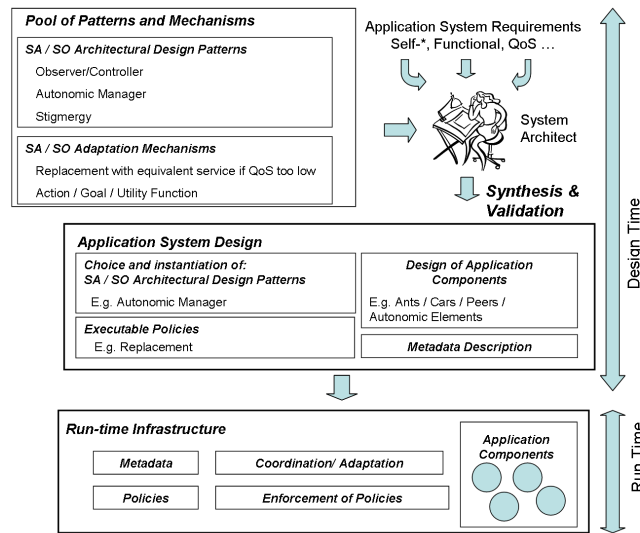 Pool of Patterns and Mechanisms
SA / SO Architectural Design Patterns
Observer/Controller
Autonomic Manager
Stigmergy
SA / SO Adaptation Mechanisms
Replacement with equivalent service if QoS too low
Action / Goal / Utility Function
Application System Requirements
Self-*, Functional, QoS ...
System
Architect
Synthesis &
Validation
Application System Design
Choice and instantiation of:
SA / SO Architectural Design Patterns
E.g. Autonomic Manager
Executable Policies
E.g. Replacement
Design of Application
Components
E.g. Ants / Cars / Peers /
Autonomic Elements
Metadata Description
Design Time
Run-time Infrastructure
Metadata
Coordination/ Adaptation
Policies
Enforcement of Policies
Application
Components
Run Time